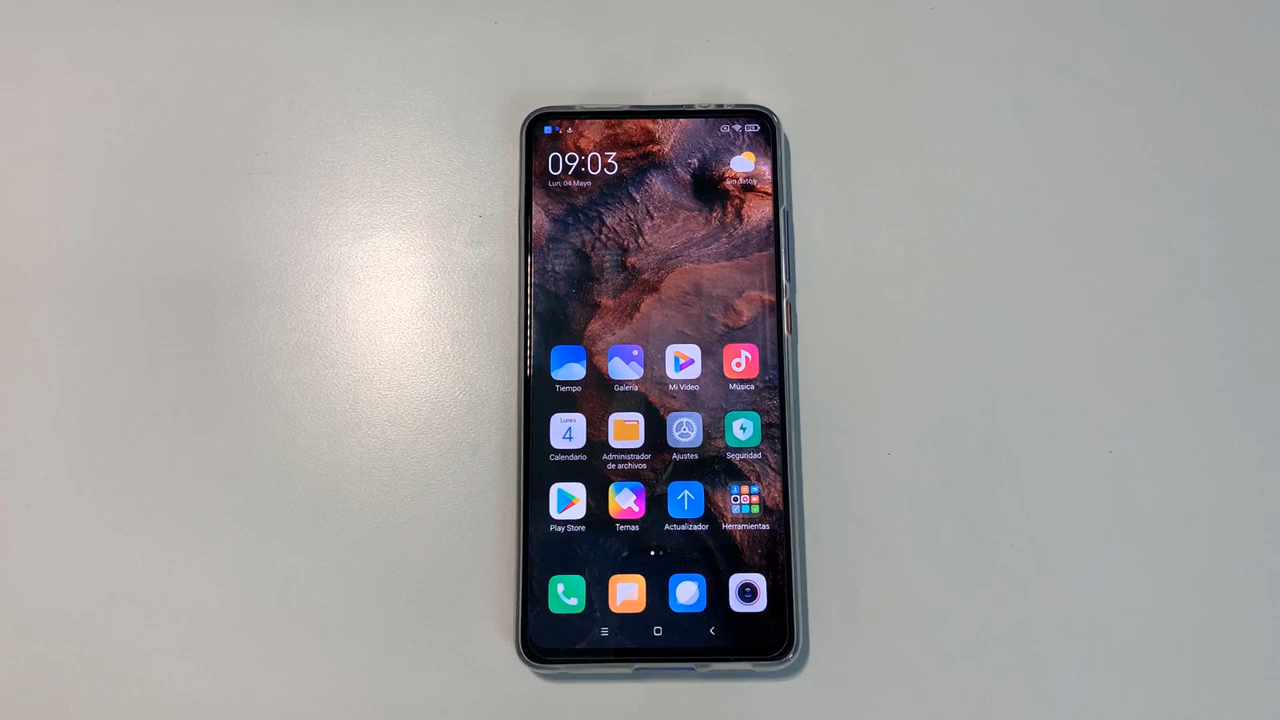 09:03
Lun, 04 Mayo
Sin datos
Tiempo
Galería
Mi Vídeo
Música
Lunes
4
Calendario
Administrador
de archivos
Ajustes
Seguridad
Play Store
Temas
Actualizador
Herramientas